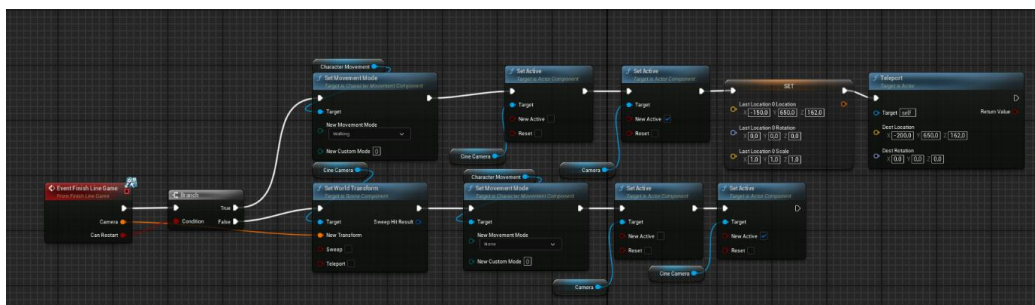 Character Movement
Set Movement Mode
Target is Character Movement Component
Target
New Movement Mode
Walking
New Custom Mode 0
Set Active
Target is Actor Component
Target
New Active
Reset
Cine Camera
Set Active
Target is Actor Component
Target
New Active
Reset
Camera
SET
Last Location 0 Location
X -150,0 Y 650,0 Z 162,0
Last Location 0 Rotation
X 0,0 Y 0,0 Z 0,0
Last Location 0 Scale
X 1,0 Y 1,0 Z 1,0
Teleport
Target is Actor
Target self
Return Value
Dest Location
X -200,0 Y 650,0 Z 162,0
Dest Rotation
X 0,0 Y 0,0 Z 0,0
Event Finish Line Game
From Finish Line Game
Camera
Can Restart
Branch
True
Condition
False
Cine Camera
Set World Transform
Target is Scene Component
Target
Sweep Hit Result
New Transform
Sweep
Teleport
Character Movement
Set Movement Mode
Target is Character Movement Component
Target
New Movement Mode
None
New Custom Mode 0
Set Active
Target is Actor Component
Target
New Active
Reset
Camera
Set Active
Target is Actor Component
Target
New Active
Reset
Cine Camera